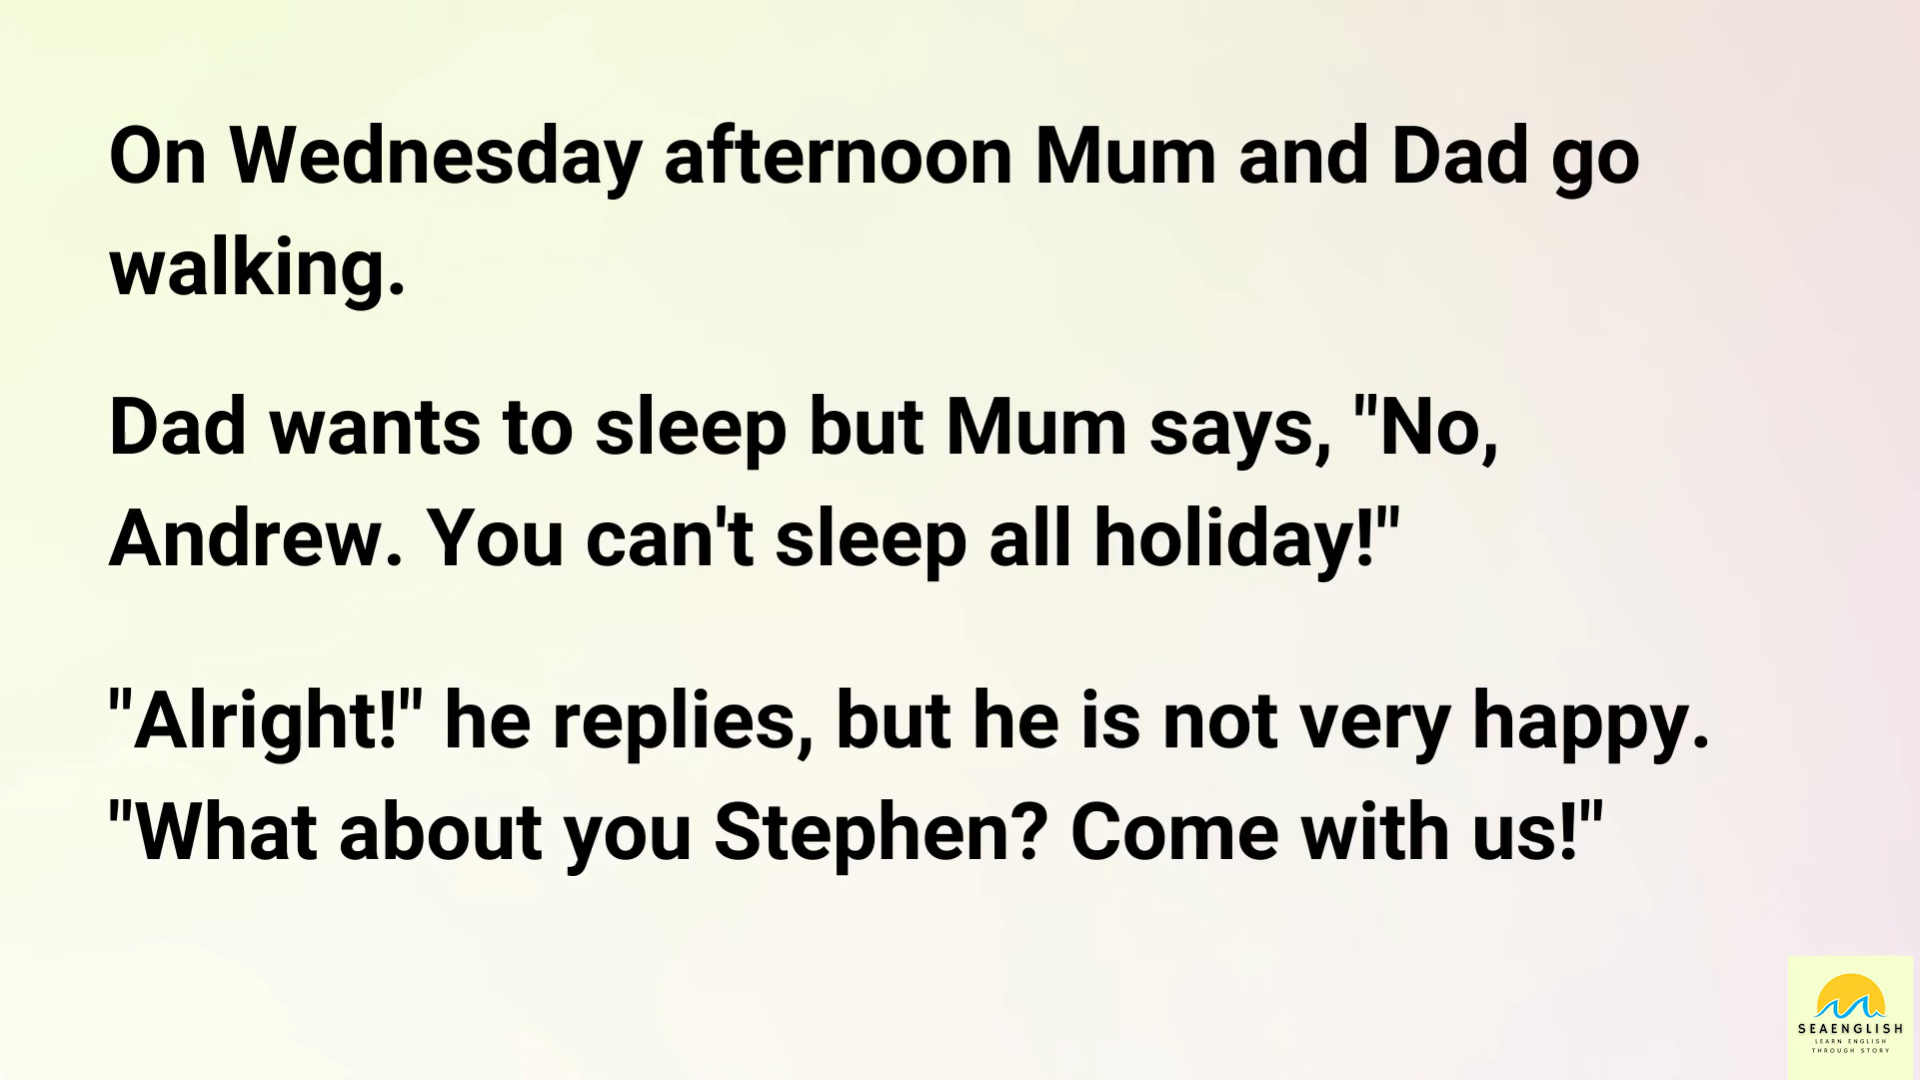 On Wednesday afternoon Mum and Dad go
walking.
Dad wants to sleep but Mum says, "No,
Andrew. You can't sleep all holiday!"
"Alright!" he replies, but he is not very happy.
"What about you Stephen? Come with us!"
SEAENGLISH
LEARN ENGLISH
THROUGH STORY